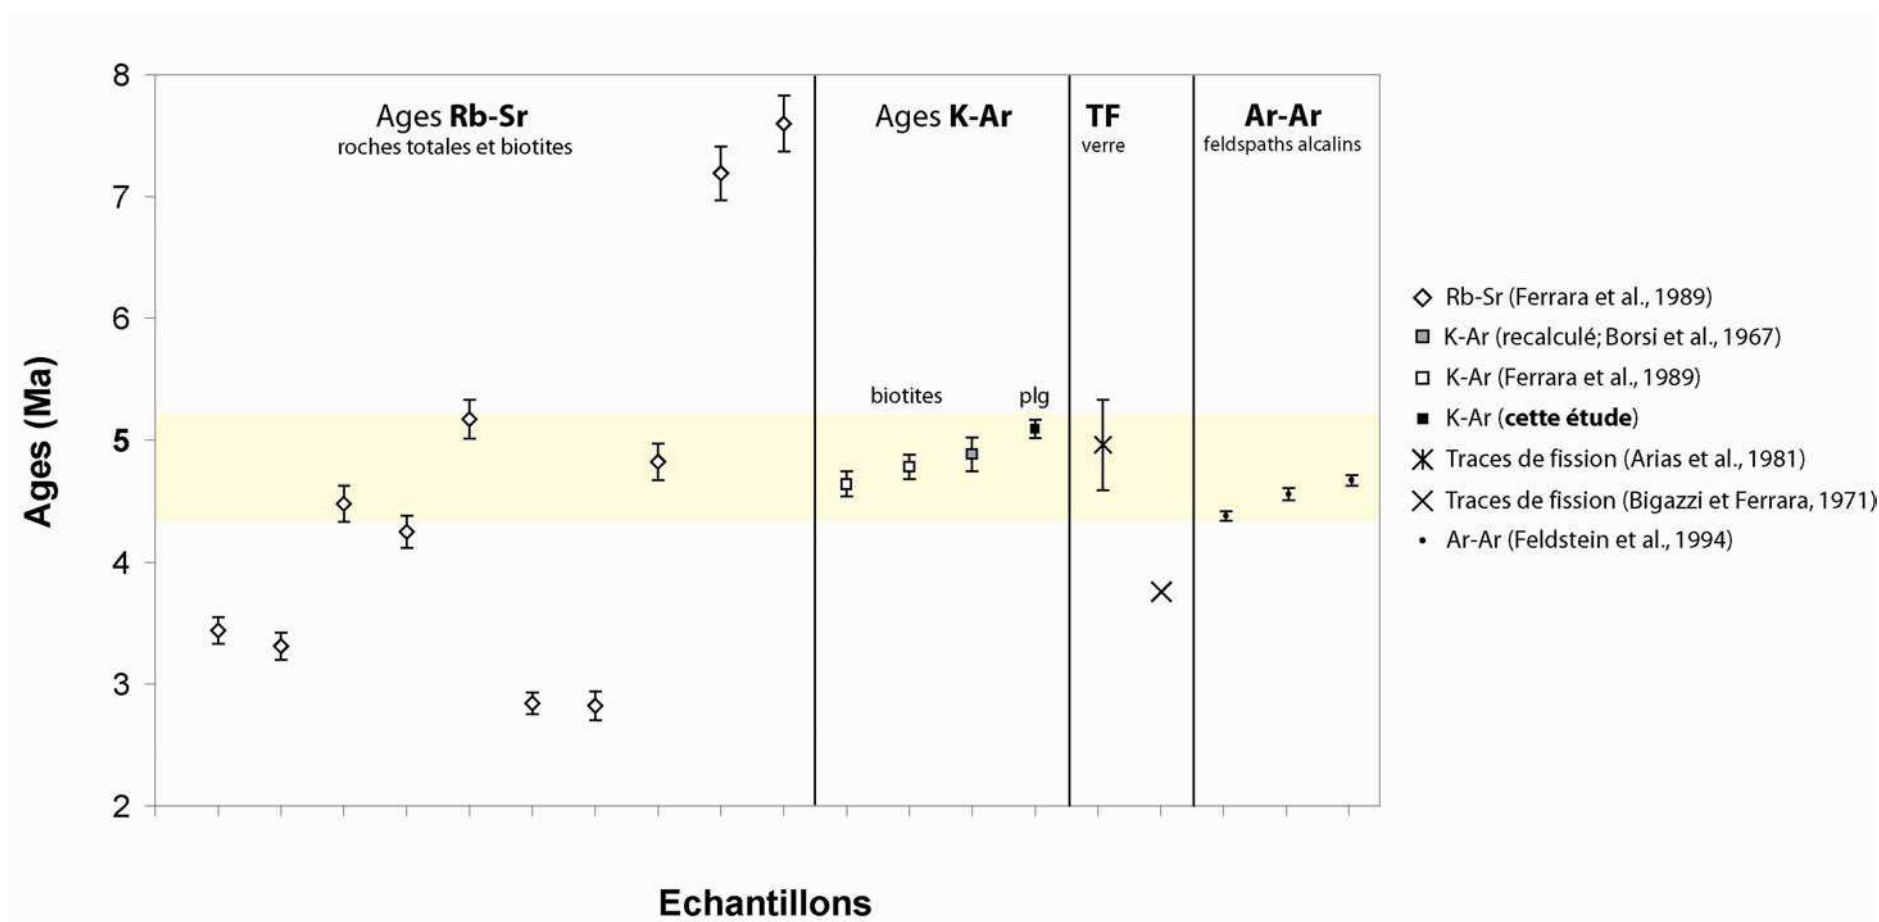 Ages (Ma)
8
7
6
5
4
3
2
Ages Rb-Sr
roches totales et biotites
Ages K-Ar
biotites
plg
TF
verre
Ar-Ar
feldspaths alcalins
Rb-Sr (Ferrara et al., 1989)
K-Ar (recalculé; Borsi et al., 1967)
K-Ar (Ferrara et al., 1989)
K-Ar (cette étude)
Traces de fission (Arias et al., 1981)
Traces de fission (Bigazzi et Ferrara, 1971)
Ar-Ar (Feldstein et al., 1994)
Echantillons